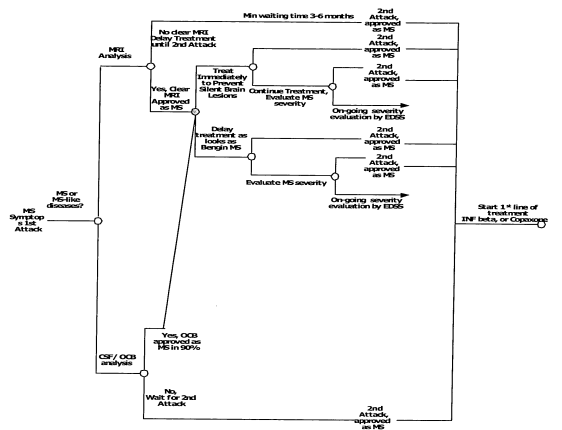 Min waiting time 3-6 months
2nd
Attack,
approved
as MS
No clear MRI
Delay Treatment
until 2nd Attack
MRI
Analysis
2nd
Attack,
approved
as MS
Treat
Immediately
to Prevent
Silent Brain
Lesions
2nd
Attack,
approved
as MS
Yes, Clear
MRI
Approved
as MS
Continue Treatment,
Evaluate MS
severity
On-going severity
evaluation by EDSS
Delay
treatment as
looks as
Bengin MS
2nd
Attack,
approved
as MS
2nd
Attack,
approved
as MS
Evaluate MS severity
On-going severity
evaluation by EDSS
MS or
MS-like
diseases?
MS
Symptop
s 1st
Attack
Start 1st line of
treatment
INF beta, or Copaxone
Yes, OCB
approved as
MS in 90%
CSF/ OCB
analysis
No,
Wait for 2nd
Attack
2nd
Attack,
approved
as MS